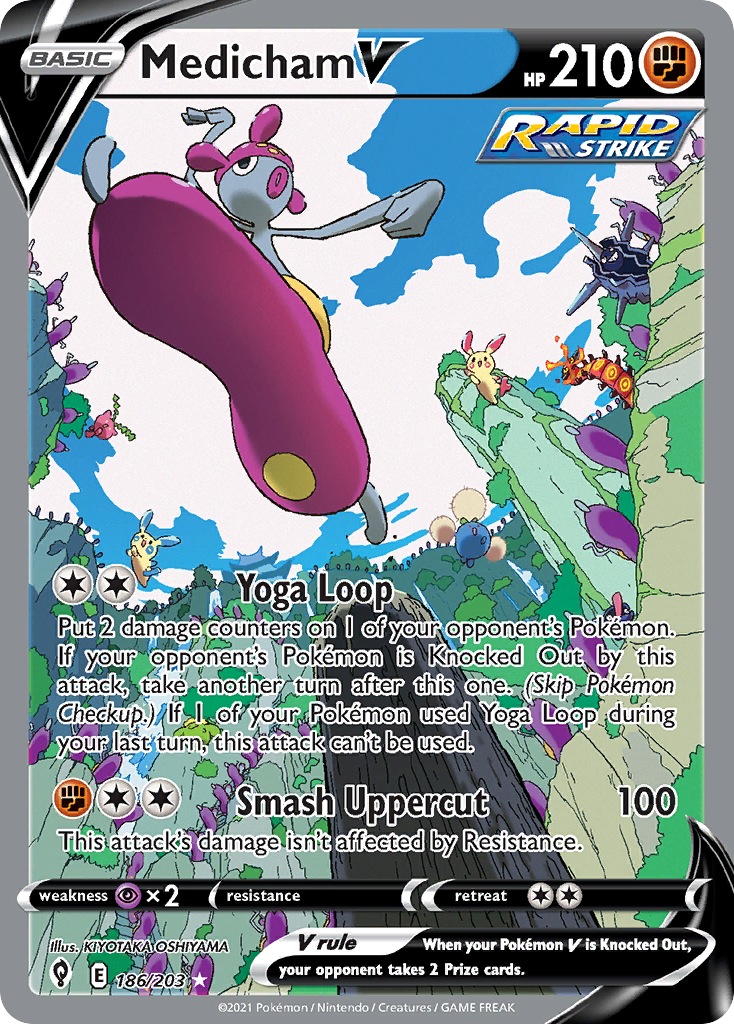 BASIC
Medicham V
HP 210
RAPID
STRIKE
Yoga Loop
Put 2 damage counters on 1 of your opponent's Pokémon.
If your opponent's Pokémon is Knocked Out by this
attack, take another turn after this one. (Skip Pokémon
Checkup.) If 1 of your Pokémon used Yoga Loop during
your last turn, this attack can't be used.
Smash Uppercut 100
This attack's damage isn't affected by Resistance.
weakness ×2 resistance retreat
Illus. KIYOTAKA OSHIYAMA
V rule When your Pokémon V is Knocked Out,
your opponent takes 2 Prize cards.
E 186/203
©2021 Pokémon / Nintendo / Creatures / GAME FREAK